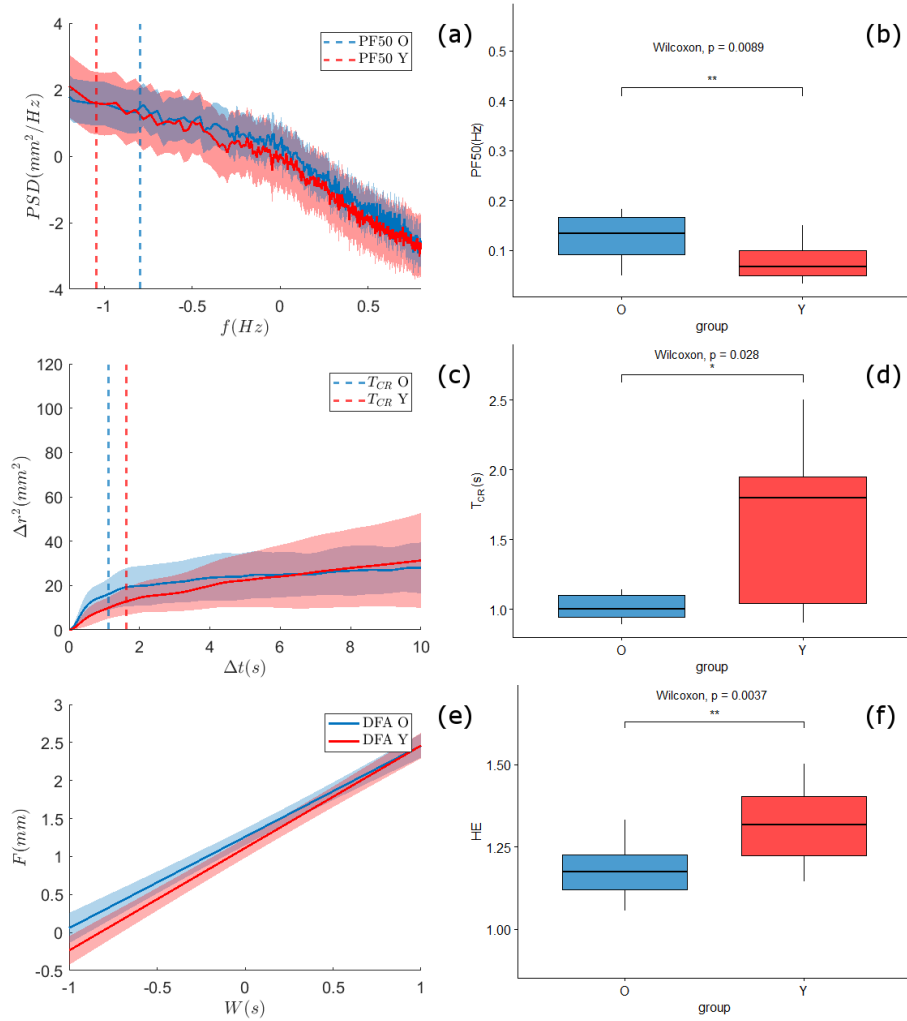 (a)
PF50 O
PF50 Y
4
2
0
-2
-4
PSD(mm²/Hz)
-1
-0.5
0
0.5
f(Hz)
(b)
Wilcoxon, p = 0.0089
**
0.5
0.4
0.3
0.2
0.1
PF50(Hz)
O
Y
group
(c)
T_CR O
T_CR Y
120
100
80
60
40
20
0
Δr²(mm²)
0
2
4
6
8
10
Δt(s)
(d)
Wilcoxon, p = 0.028
*
2.5
2.0
1.5
1.0
T_CR(s)
O
Y
group
(e)
DFA O
DFA Y
3
2.5
2
1.5
1
0.5
0
-0.5
F(mm)
-1
-0.5
0
0.5
1
W(s)
(f)
Wilcoxon, p = 0.0037
**
1.50
1.25
1.00
HE
O
Y
group